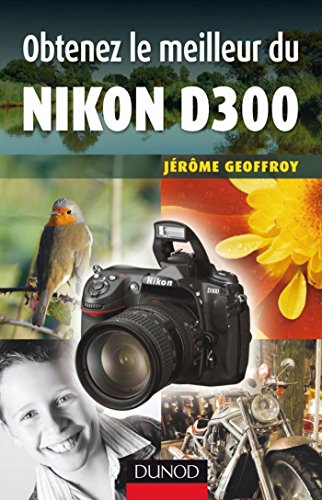 Obtenez le meilleur du
NIKON D300
JÉRÔME GEOFFROY
Nikon
D300
DUNOD